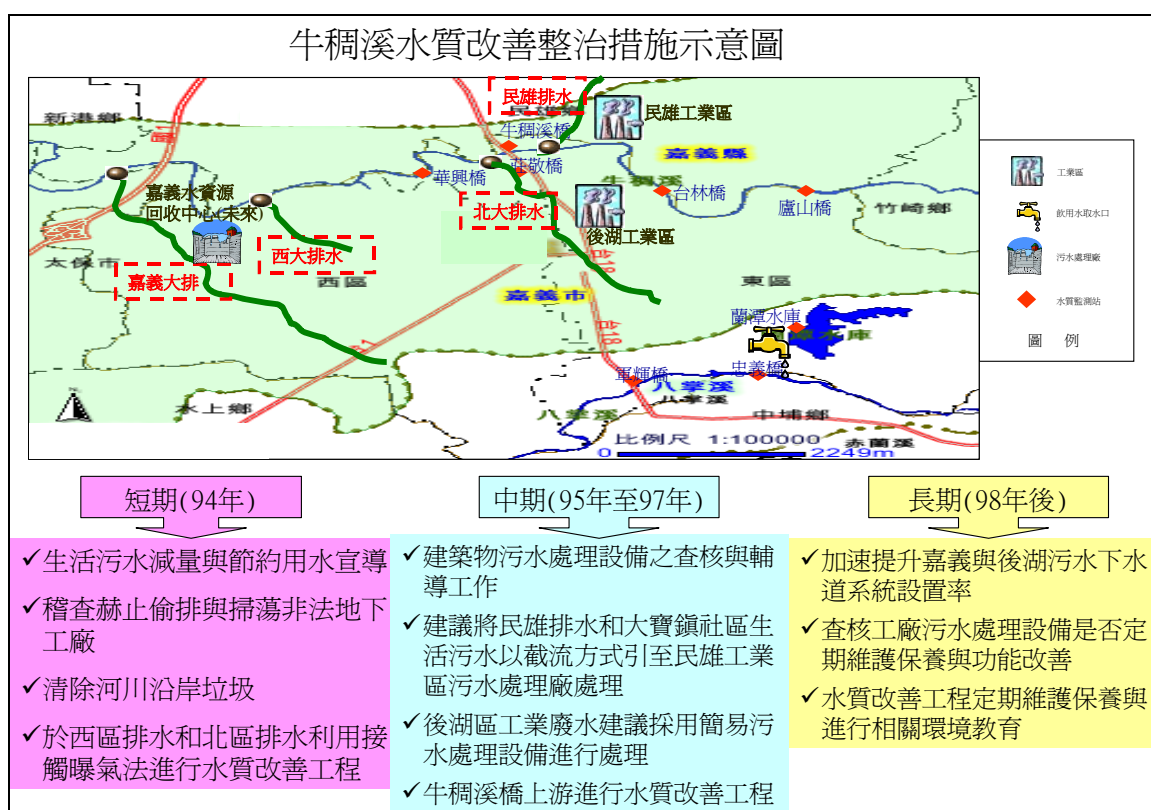 牛稠溪水質改善整治措施示意圖
民雄排水
民雄鄉
新港鄉
牛稠溪橋
民雄工業區
嘉義縣
莊敬橋
華興橋
牛稠溪
台林橋
盧山橋
竹崎鄉
嘉義水資源
回收中心(未來)
北大排水
後湖工業區
西大排水
太保市
嘉義大排
西區
嘉義市
東區
台18
蘭潭水庫
台18
軍輝橋
忠義橋
八掌溪
八掌溪
八掌溪
水上鄉
中埔鄉
比例尺 1:100000
赤蘭溪
0 2249m
工業區
飲用水取水口
污水處理廠
水質監測站
圖 例
短期(94年)
✓生活污水減量與節約用水宣導
✓稽查赫止偷排與掃蕩非法地下
工廠
✓清除河川沿岸垃圾
✓於西區排水和北區排水利用接
觸曝氣法進行水質改善工程
中期(95年至97年)
✓建築物污水處理設備之查核與輔
導工作
✓建議將民雄排水和大寶鎮社區生
活污水以截流方式引至民雄工業
區污水處理廠處理
✓後湖區工業廢水建議採用簡易污
水處理設備進行處理
✓牛稠溪橋上游進行水質改善工程
長期(98年後)
✓加速提升嘉義與後湖污水下水
道系統設置率
✓查核工廠污水處理設備是否定
期維護保養與功能改善
✓水質改善工程定期維護保養與
進行相關環境教育